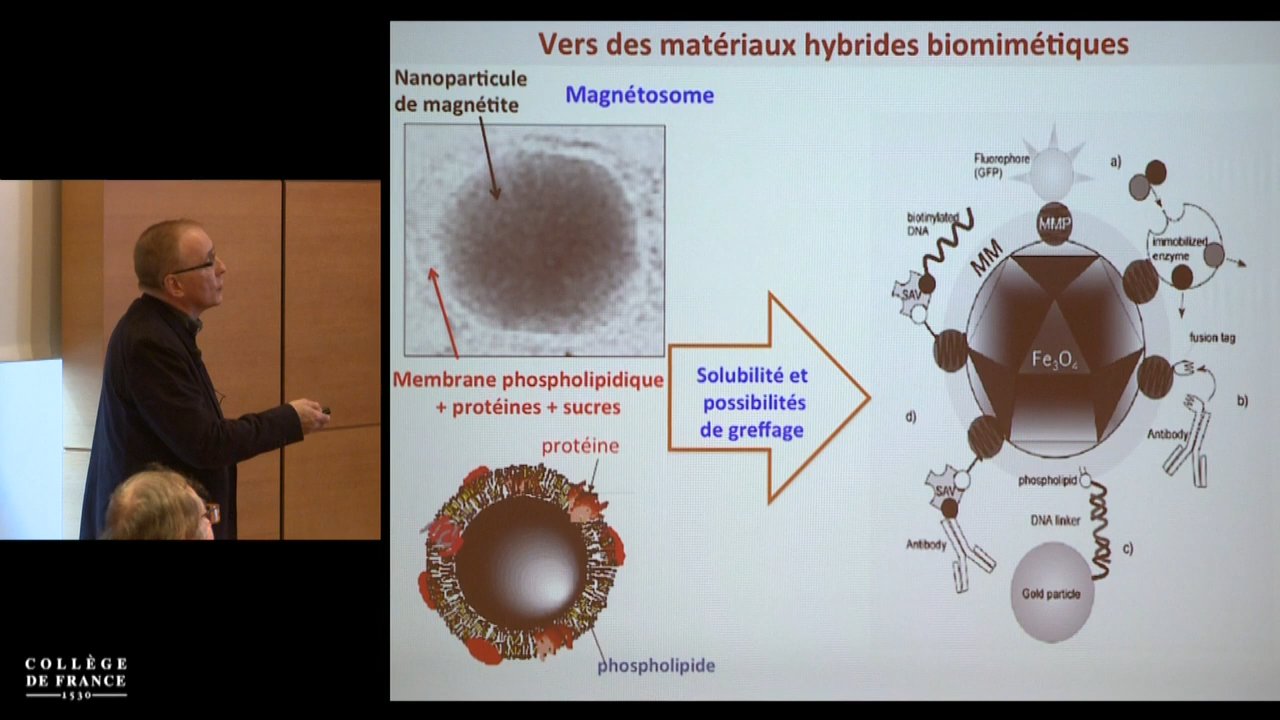 Vers des matériaux hybrides biomimétiques
Nanoparticule
de magnétite
Magnétosome
Membrane phospholipidique
+ protéines + sucres
protéine
phospholipide
Solubilité et
possibilités
de greffage
Fluorophore
(GFP)
a)
MMP
biotinylated
DNA
MM
immobilized
enzyme
SAV
Fe₃O₄
fusion tag
b)
Antibody
d)
phospholipid
SAV
DNA linker
Antibody
c)
Gold particle
COLLÈGE
DE FRANCE
1530